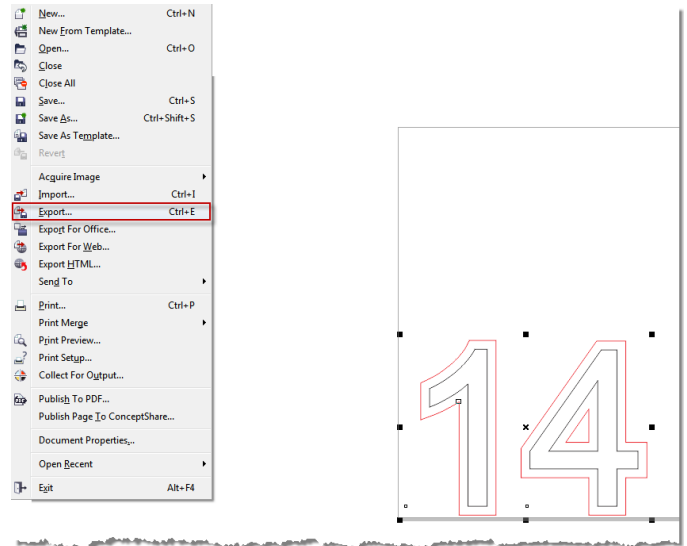 New... Ctrl+N
New From Template...
Open... Ctrl+O
Close
Close All
Save... Ctrl+S
Save As... Ctrl+Shift+S
Save As Template...
Revert
Acquire Image
Import... Ctrl+I
Export... Ctrl+E
Export For Office...
Export For Web...
Export HTML...
Send To
Print... Ctrl+P
Print Merge
Print Preview...
Print Setup...
Collect For Output...
Publish To PDF...
Publish Page To ConceptShare...
Document Properties...
Open Recent
Exit Alt+F4
14